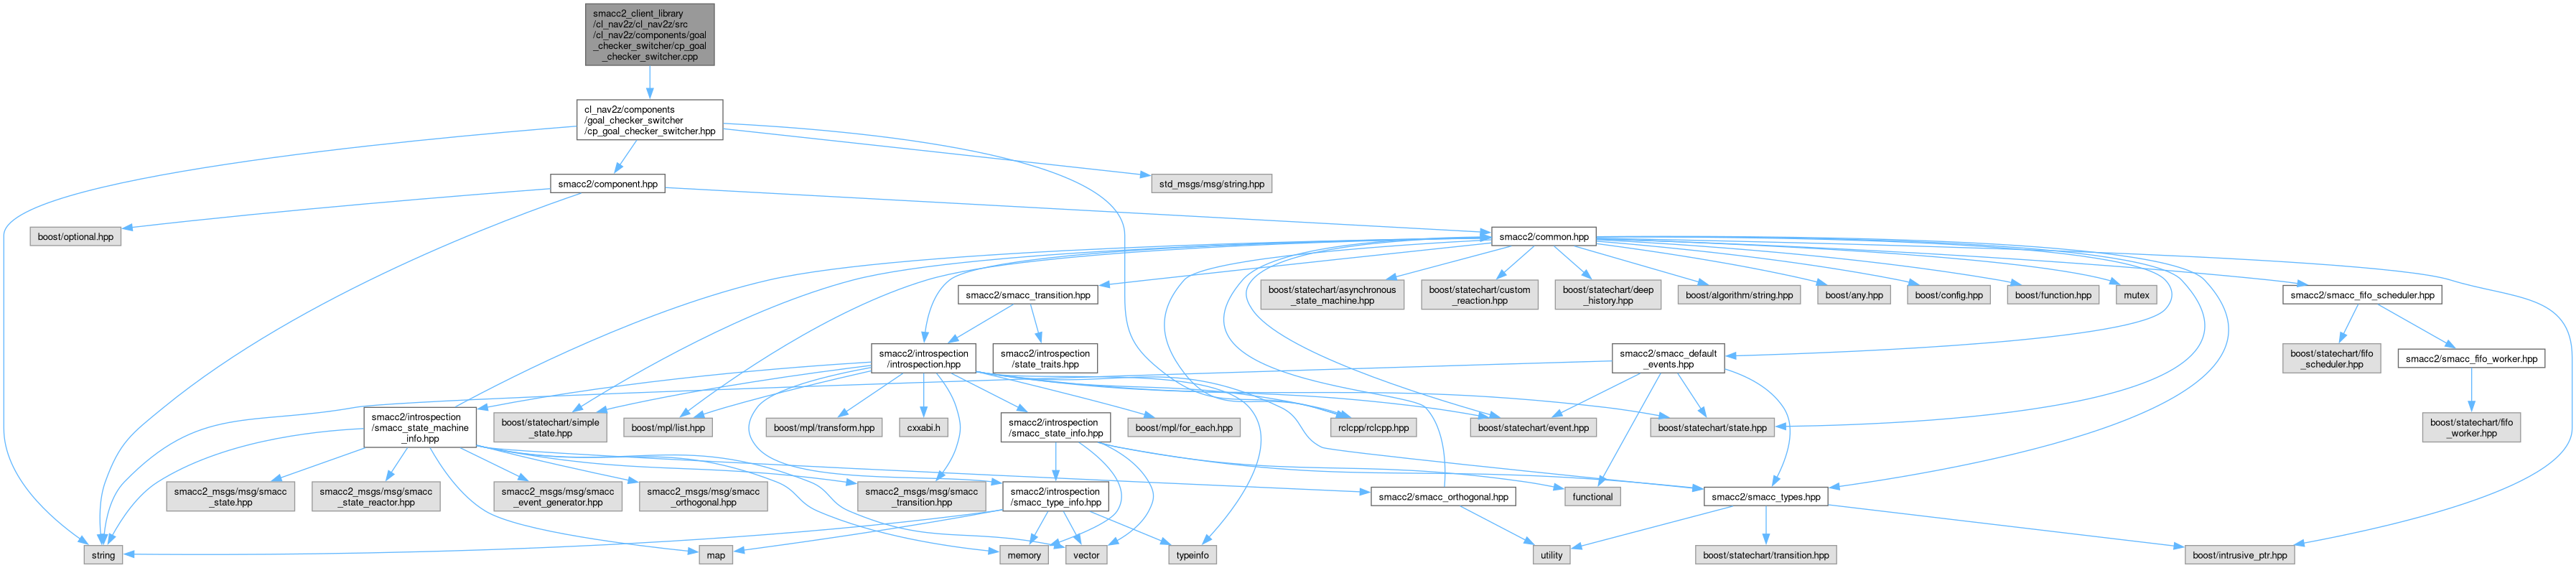 smacc2_client_library
/cl_nav2z/cl_nav2z/src
/cl_nav2z/components/goal
_checker_switcher/cp_goal
_checker_switcher.cpp
cl_nav2z/components
/goal_checker_switcher
/cp_goal_checker_switcher.hpp
smacc2/component.hpp
std_msgs/msg/string.hpp
boost/optional.hpp
smacc2/common.hpp
smacc2/smacc_transition.hpp
boost/statechart/asynchronous
_state_machine.hpp
boost/statechart/custom
_reaction.hpp
boost/statechart/deep
_history.hpp
boost/algorithm/string.hpp
boost/any.hpp
boost/config.hpp
boost/function.hpp
mutex
smacc2/smacc_fifo_scheduler.hpp
smacc2/introspection
/introspection.hpp
smacc2/introspection
/state_traits.hpp
smacc2/smacc_default
_events.hpp
boost/statechart/fifo
_scheduler.hpp
smacc2/smacc_fifo_worker.hpp
smacc2/introspection
/smacc_state_machine
_info.hpp
boost/statechart/simple
_state.hpp
boost/mpl/list.hpp
boost/mpl/transform.hpp
cxxabi.h
smacc2/introspection
/smacc_state_info.hpp
boost/mpl/for_each.hpp
rclcpp/rclcpp.hpp
boost/statechart/event.hpp
boost/statechart/state.hpp
boost/statechart/fifo
_worker.hpp
smacc2_msgs/msg/smacc
_state.hpp
smacc2_msgs/msg/smacc
_state_reactor.hpp
smacc2_msgs/msg/smacc
_event_generator.hpp
smacc2_msgs/msg/smacc
_orthogonal.hpp
smacc2_msgs/msg/smacc
_transition.hpp
smacc2/introspection
/smacc_type_info.hpp
smacc2/smacc_orthogonal.hpp
functional
smacc2/smacc_types.hpp
string
map
memory
vector
typeinfo
utility
boost/statechart/transition.hpp
boost/intrusive_ptr.hpp